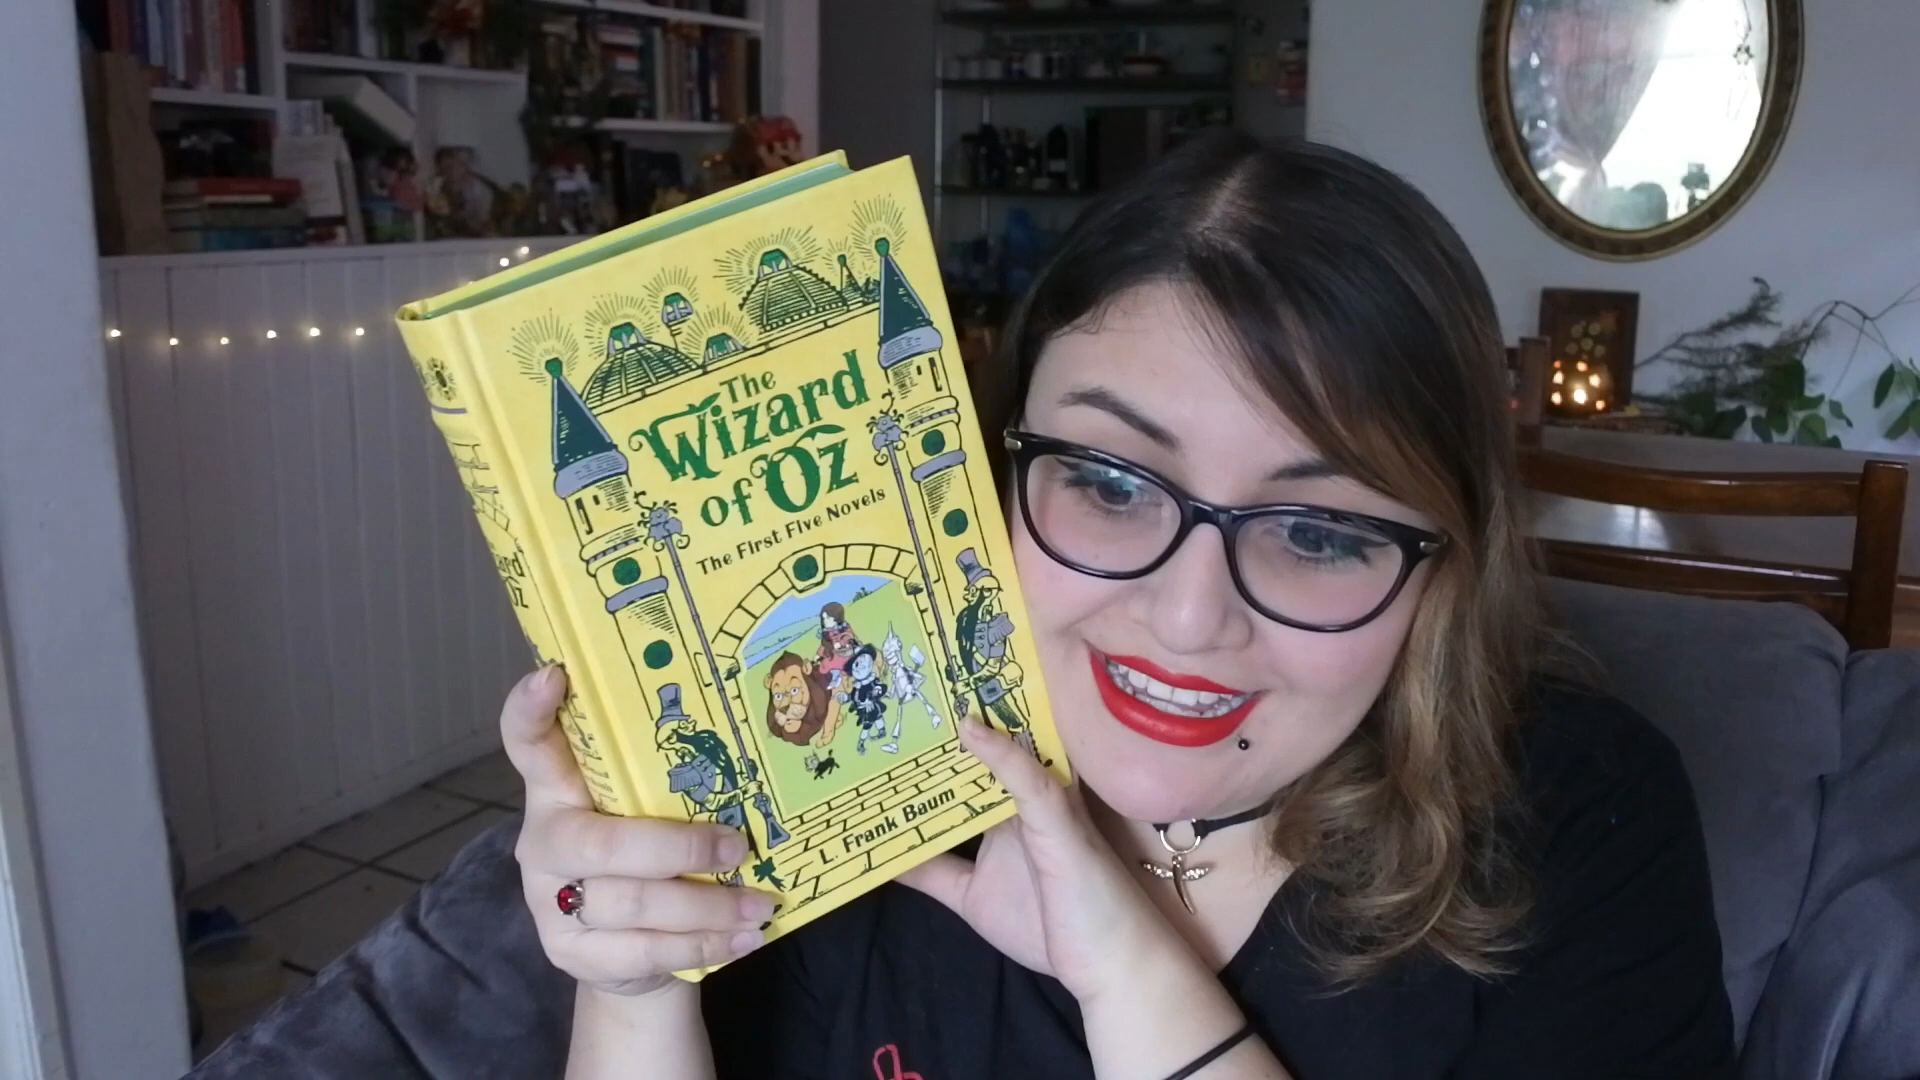 The
Wizard
of Oz
The First Five Novels
L. Frank Baum